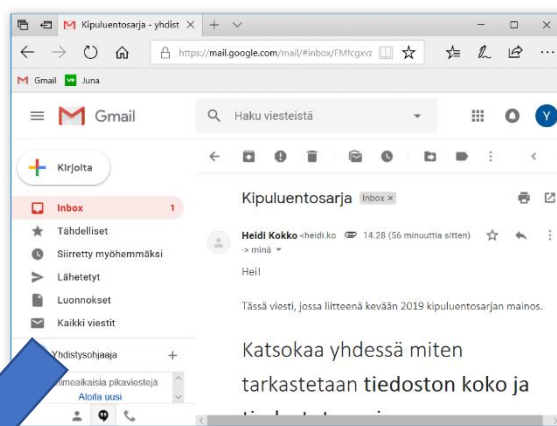 Kipuluentosarja - yhdist
Gmail Juna
https://mail.google.com/mail/#inbox/FMfcgxvz
Gmail
Haku viesteistä
Y
Kirjoita
Inbox 1
Tähdelliset
Siirretty myöhemmäksi
Lähetetyt
Luonnokset
Kaikki viestit
Yhdistysohjaaja
Aloita uusi
Kipuluentosarja Inbox ×
Heidi Kokko <heidi.ko 14.28 (56 minuuttia sitten)
-> minä
Hei!
Tässä viesti, jossa liitteenä kevään 2019 kipuluentosarjan mainos.
Katsokaa yhdessä miten
tarkastetaan tiedoston koko ja